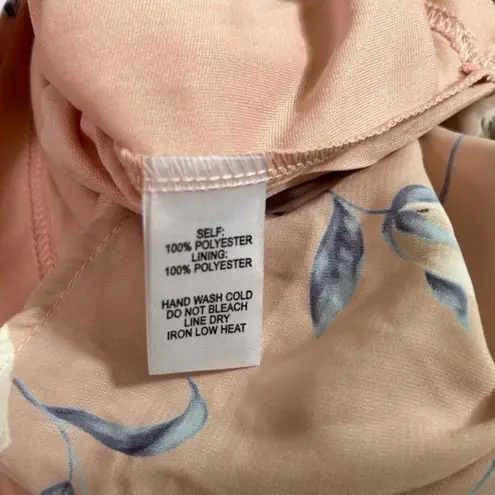 SELF:
100% POLYESTER
LINING:
100% POLYESTER
HAND WASH COLD
DO NOT BLEACH
LINE DRY
IRON LOW HEAT